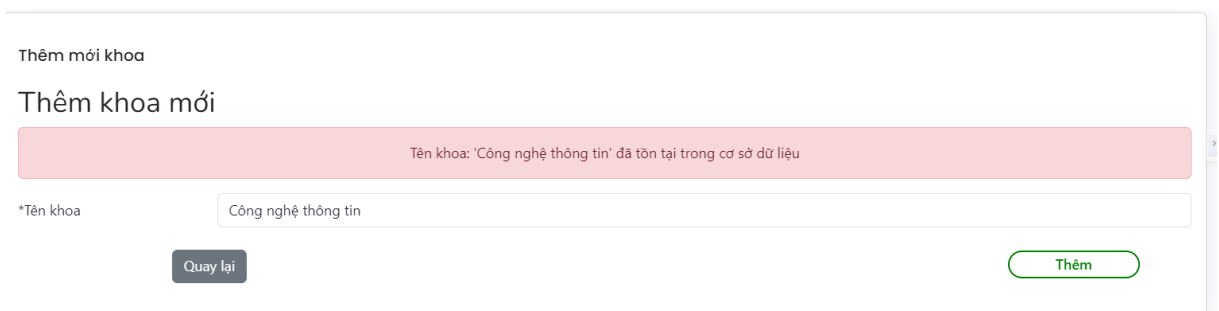 Thêm mới khoa
Thêm khoa mới
Tên khoa: 'Công nghệ thông tin' đã tồn tại trong cơ sở dữ liệu
*Tên khoa
Công nghệ thông tin
Quay lại
Thêm